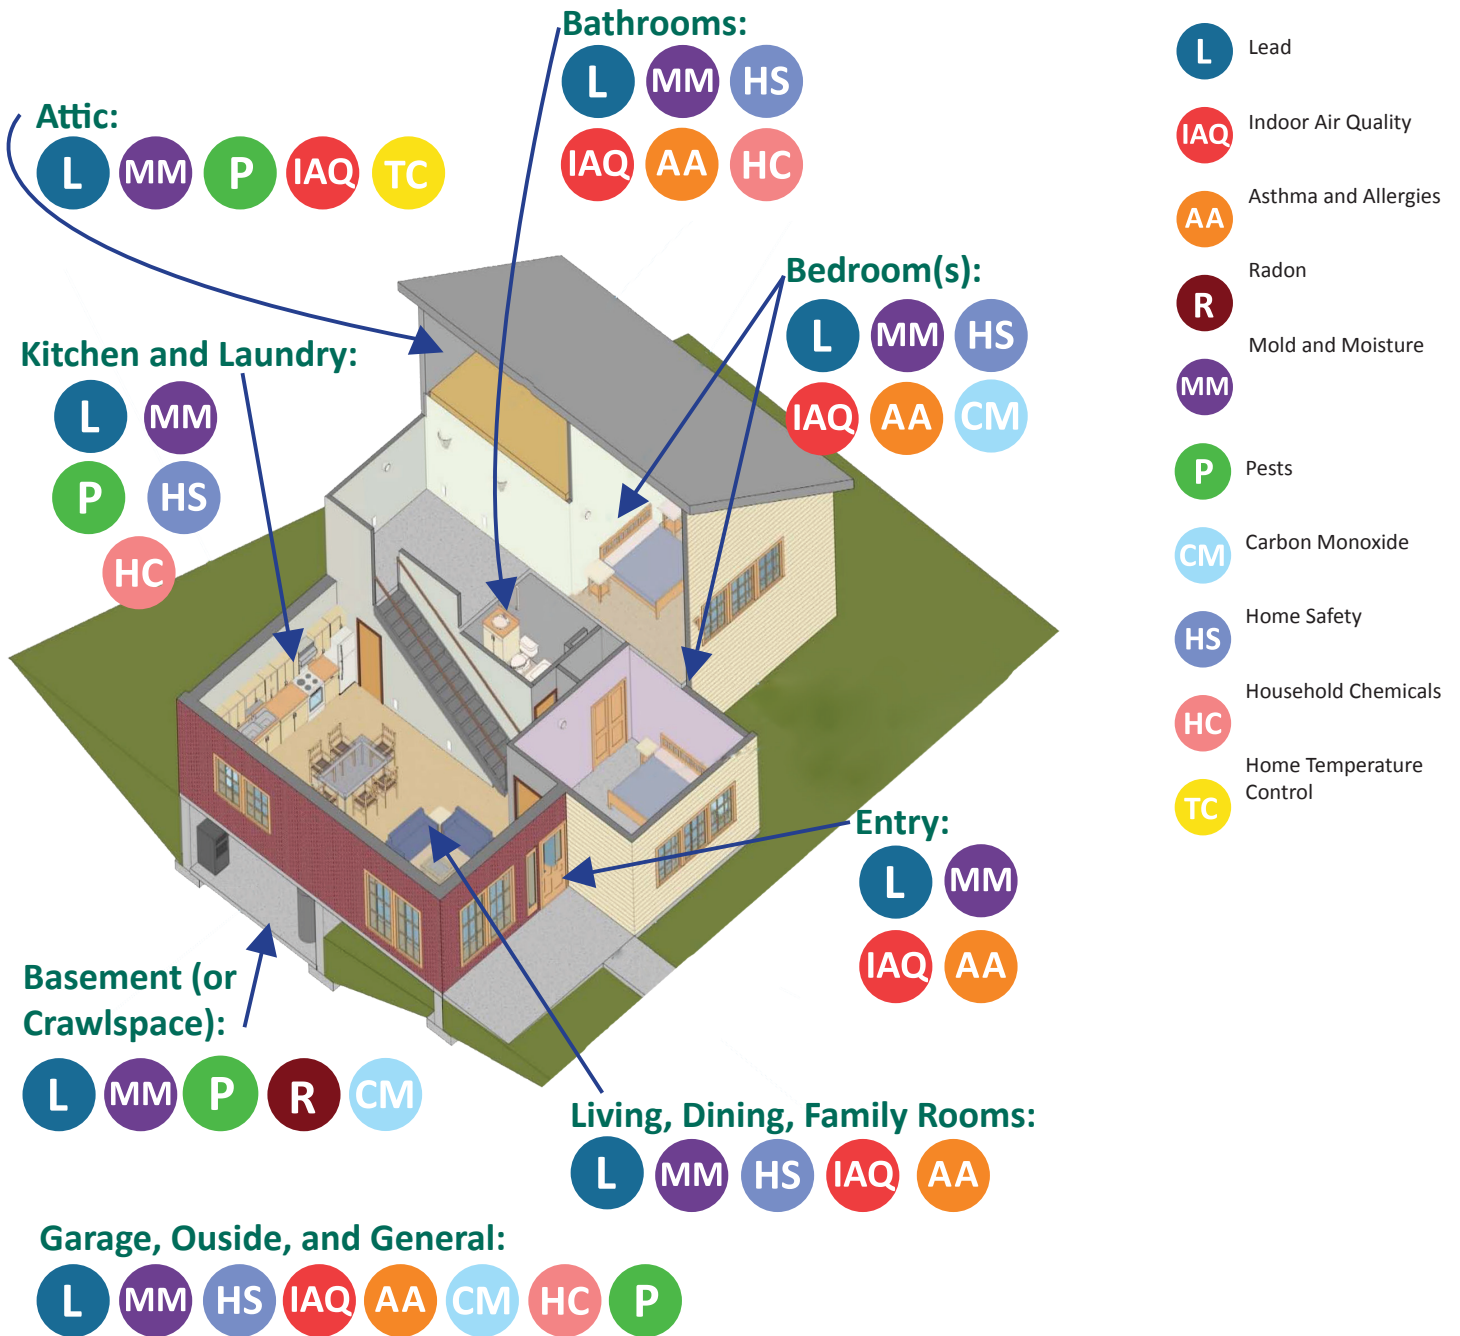 Bathrooms:
L MM HS
IAQ AA HC
Attic:
L MM P IAQ TC
Bedroom(s):
L MM HS
IAQ AA CM
Kitchen and Laundry:
L MM
P HS
HC
Entry:
L MM
IAQ AA
Basement (or
Crawlspace):
L MM P R CM
Living, Dining, Family Rooms:
L MM HS IAQ AA
Garage, Ouside, and General:
L MM HS IAQ AA CM HC P
L Lead
IAQ Indoor Air Quality
AA Asthma and Allergies
R Radon
MM Mold and Moisture
P Pests
CM Carbon Monoxide
HS Home Safety
HC Household Chemicals
TC Home Temperature
Control